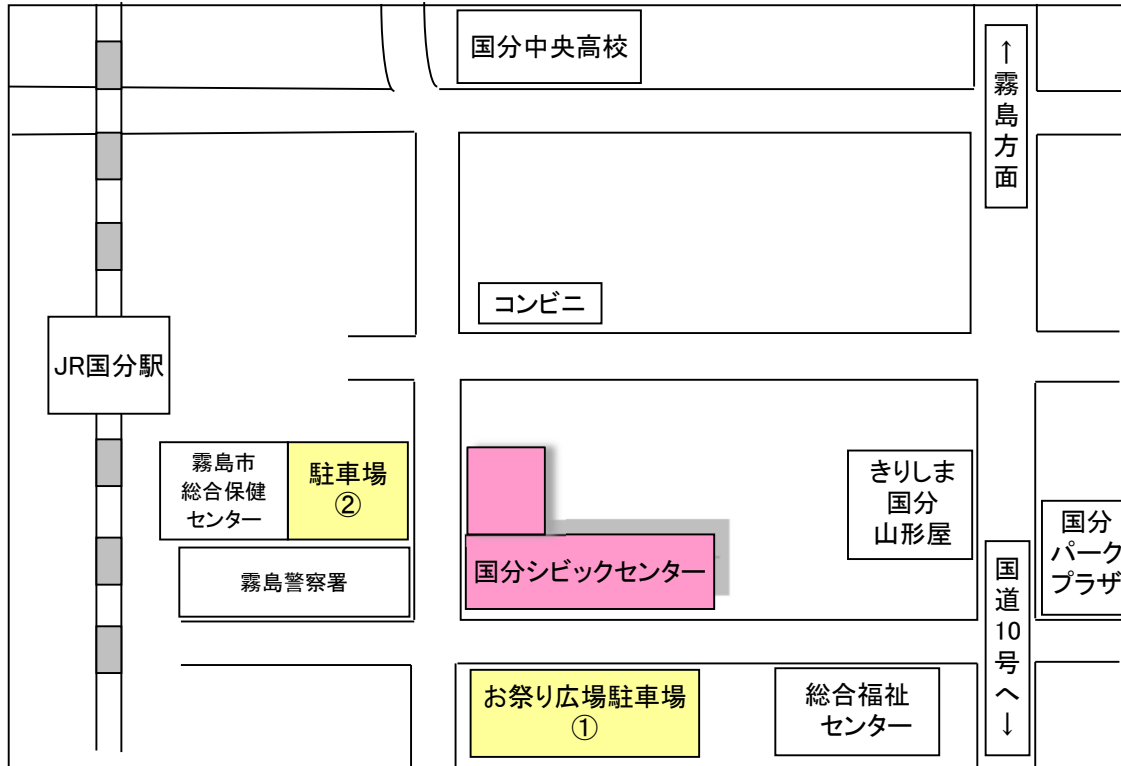 国分中央高校
↑
霧
島
方
面
コンビニ
JR国分駅
霧島市
総合保健
センター
駐車場
②
きりしま
国分
山形屋
国分
パーク
プラザ
国分シビックセンター
霧島警察署
国
道
10
号
へ
↓
お祭り広場駐車場
①
総合福祉
センター